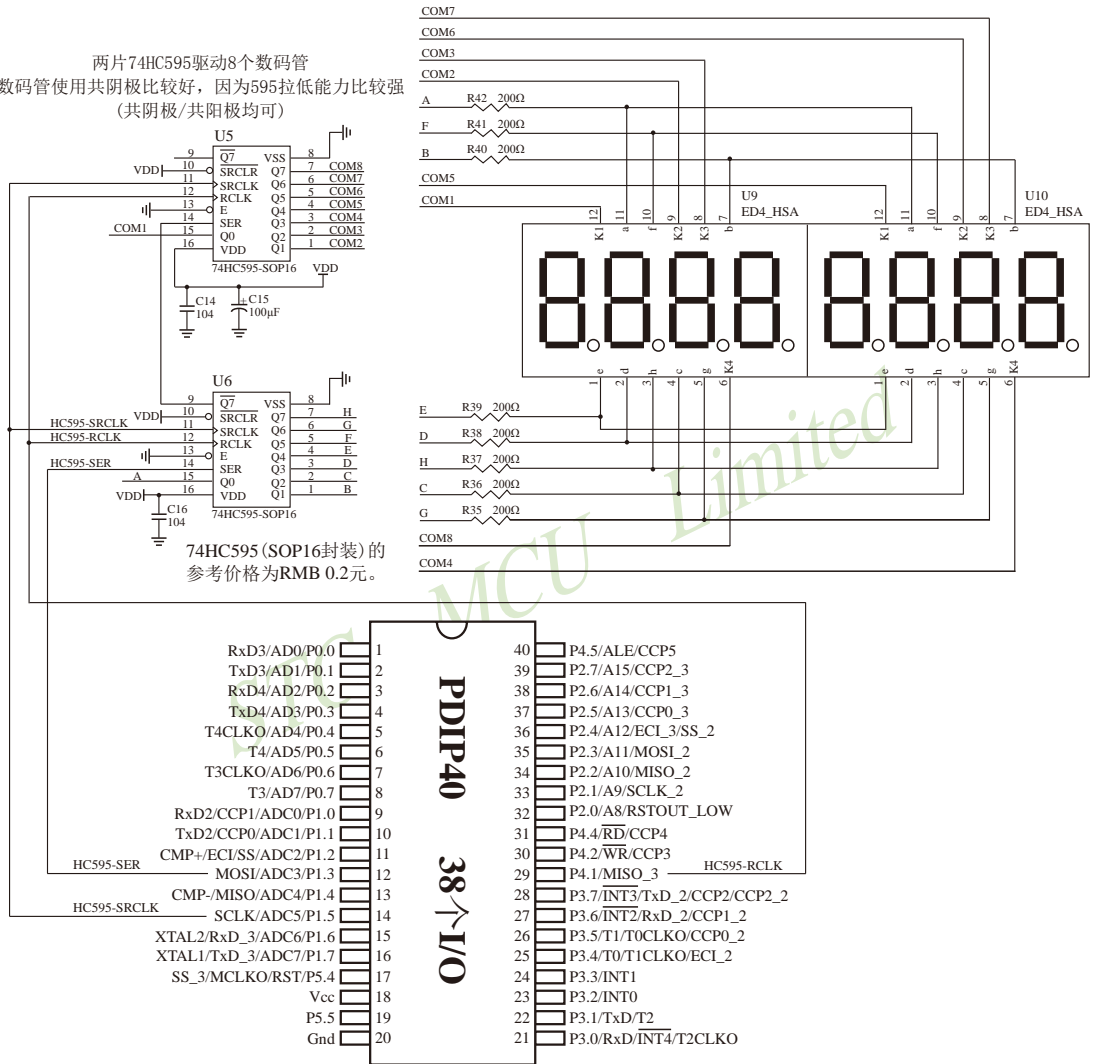 两片74HC595驱动8个数码管
数码管使用共阴极比较好，因为595拉低能力比较强
(共阴极/共阳极均可)
COM7
COM6
COM3
COM2
A R42 200Ω
F R41 200Ω
B R40 200Ω
COM5
COM1
U5
9 Q7 VSS 8
VDD 10 SRCLR Q7 7 COM8
11 SRCLK Q6 6 COM7
12 RCLK Q5 5 COM6
13 E Q4 4 COM5
14 SER Q3 3 COM4
COM1 15 Q0 Q2 2 COM3
16 VDD Q1 1 COM2
74HC595-SOP16
VDD
C14
104
+ C15
100μF
U9
ED4_HSA
12 11 10 9 8 7
K1 a f K2 K3 b
e d h c g K4
1 2 3 4 5 6
U10
ED4_HSA
12 11 10 9 8 7
K1 a f K2 K3 b
e d h c g K4
1 2 3 4 5 6
U6
9 Q7 VSS 8
VDD 10 SRCLR Q7 7 H
HC595-SRCLK 11 SRCLK Q6 6 G
HC595-RCLK 12 RCLK Q5 5 F
13 E Q4 4 E
HC595-SER 14 SER Q3 3 D
A 15 Q0 Q2 2 C
VDD 16 VDD Q1 1 B
74HC595-SOP16
C16
104
E R39 200Ω
D R38 200Ω
H R37 200Ω
C R36 200Ω
G R35 200Ω
COM8
COM4
74HC595(SOP16封装)的
参考价格为RMB 0.2元。
STC MCU Limited
PDIP40 38个I/O
RxD3/AD0/P0.0 1
TxD3/AD1/P0.1 2
RxD4/AD2/P0.2 3
TxD4/AD3/P0.3 4
T4CLKO/AD4/P0.4 5
T4/AD5/P0.5 6
T3CLKO/AD6/P0.6 7
T3/AD7/P0.7 8
RxD2/CCP1/ADC0/P1.0 9
TxD2/CCP0/ADC1/P1.1 10
CMP+/ECI/SS/ADC2/P1.2 11
HC595-SER MOSI/ADC3/P1.3 12
CMP-/MISO/ADC4/P1.4 13
HC595-SRCLK SCLK/ADC5/P1.5 14
XTAL2/RxD_3/ADC6/P1.6 15
XTAL1/TxD_3/ADC7/P1.7 16
SS_3/MCLKO/RST/P5.4 17
Vcc 18
P5.5 19
Gnd 20
40 P4.5/ALE/CCP5
39 P2.7/A15/CCP2_3
38 P2.6/A14/CCP1_3
37 P2.5/A13/CCP0_3
36 P2.4/A12/ECI_3/SS_2
35 P2.3/A11/MOSI_2
34 P2.2/A10/MISO_2
33 P2.1/A9/SCLK_2
32 P2.0/A8/RSTOUT_LOW
31 P4.4/RD/CCP4
30 P4.2/WR/CCP3
29 P4.1/MISO_3 HC595-RCLK
28 P3.7/INT3/TxD_2/CCP2/CCP2_2
27 P3.6/INT2/RxD_2/CCP1_2
26 P3.5/T1/T0CLKO/CCP0_2
25 P3.4/T0/T1CLKO/ECI_2
24 P3.3/INT1
23 P3.2/INT0
22 P3.1/TxD/T2
21 P3.0/RxD/INT4/T2CLKO